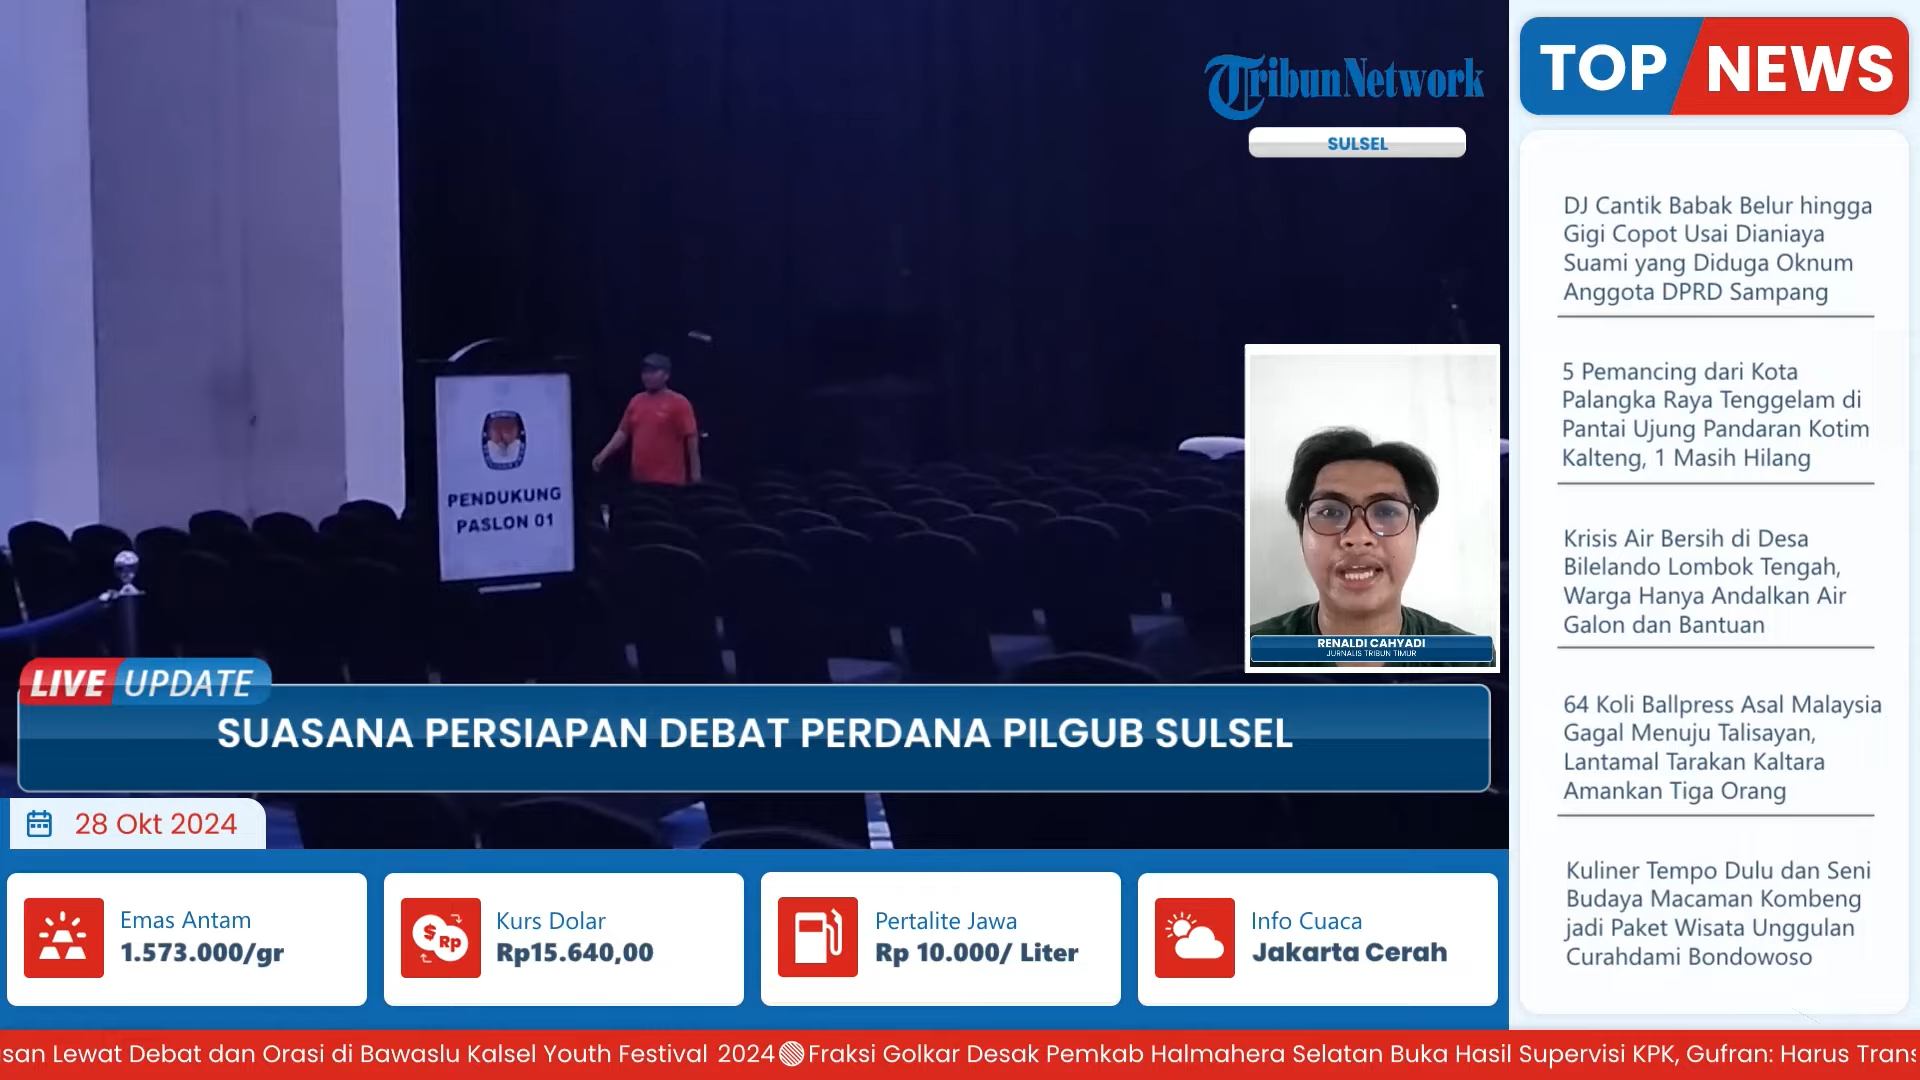 TribunNetwork
SULSEL
TOP NEWS
DJ Cantik Babak Belur hingga
Gigi Copot Usai Dianiaya
Suami yang Diduga Oknum
Anggota DPRD Sampang
5 Pemancing dari Kota
Palangka Raya Tenggelam di
Pantai Ujung Pandaran Kotim
Kalteng, 1 Masih Hilang
Krisis Air Bersih di Desa
Bilelando Lombok Tengah,
Warga Hanya Andalkan Air
Galon dan Bantuan
64 Koli Ballpress Asal Malaysia
Gagal Menuju Talisayan,
Lantamal Tarakan Kaltara
Amankan Tiga Orang
Kuliner Tempo Dulu dan Seni
Budaya Macaman Kombeng
jadi Paket Wisata Unggulan
Curahdami Bondowoso
PENDUKUNG
PASLON 01
RENALDI CAHYADI
JURNALIS TRIBUN TIMUR
LIVE UPDATE
SUASANA PERSIAPAN DEBAT PERDANA PILGUB SULSEL
28 Okt 2024
Emas Antam
1.573.000/gr
Kurs Dolar
Rp15.640,00
Pertalite Jawa
Rp 10.000/ Liter
Info Cuaca
Jakarta Cerah
san Lewat Debat dan Orasi di Bawaslu Kalsel Youth Festival 2024 Fraksi Golkar Desak Pemkab Halmahera Selatan Buka Hasil Supervisi KPK, Gufran: Harus Trans